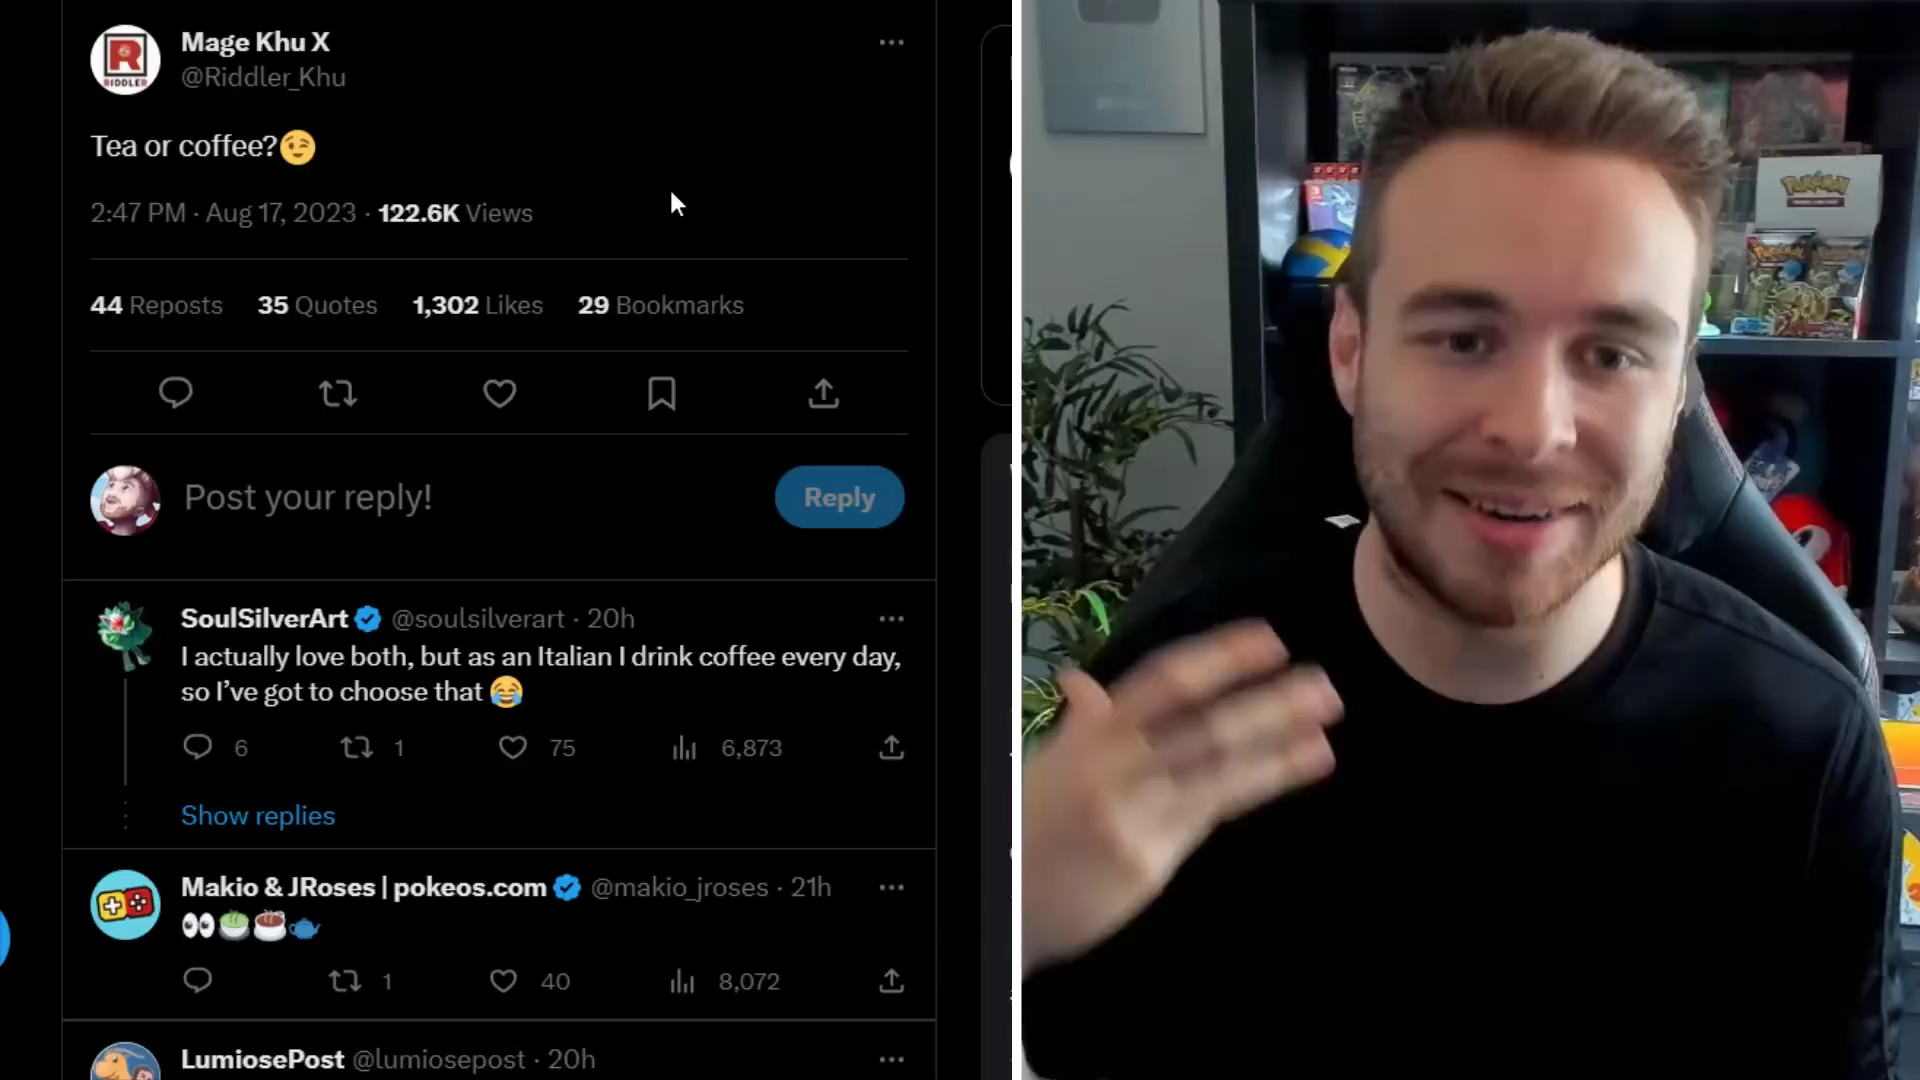 Mage Khu X
@Riddler_Khu
RIDDLER
Tea or coffee?😉
2:47 PM · Aug 17, 2023 · 122.6K Views
44 Reposts 35 Quotes 1,302 Likes 29 Bookmarks
Post your reply!
Reply
SoulSilverArt @soulsilverart · 20h
I actually love both, but as an Italian I drink coffee every day,
so I've got to choose that 😂
6 1 75 6,873
Show replies
Makio & JRoses | pokeos.com @makio_jroses · 21h
👀🍵☕🫖
1 40 8,072
LumiosePost @lumiosepost · 20h
POKÉMON